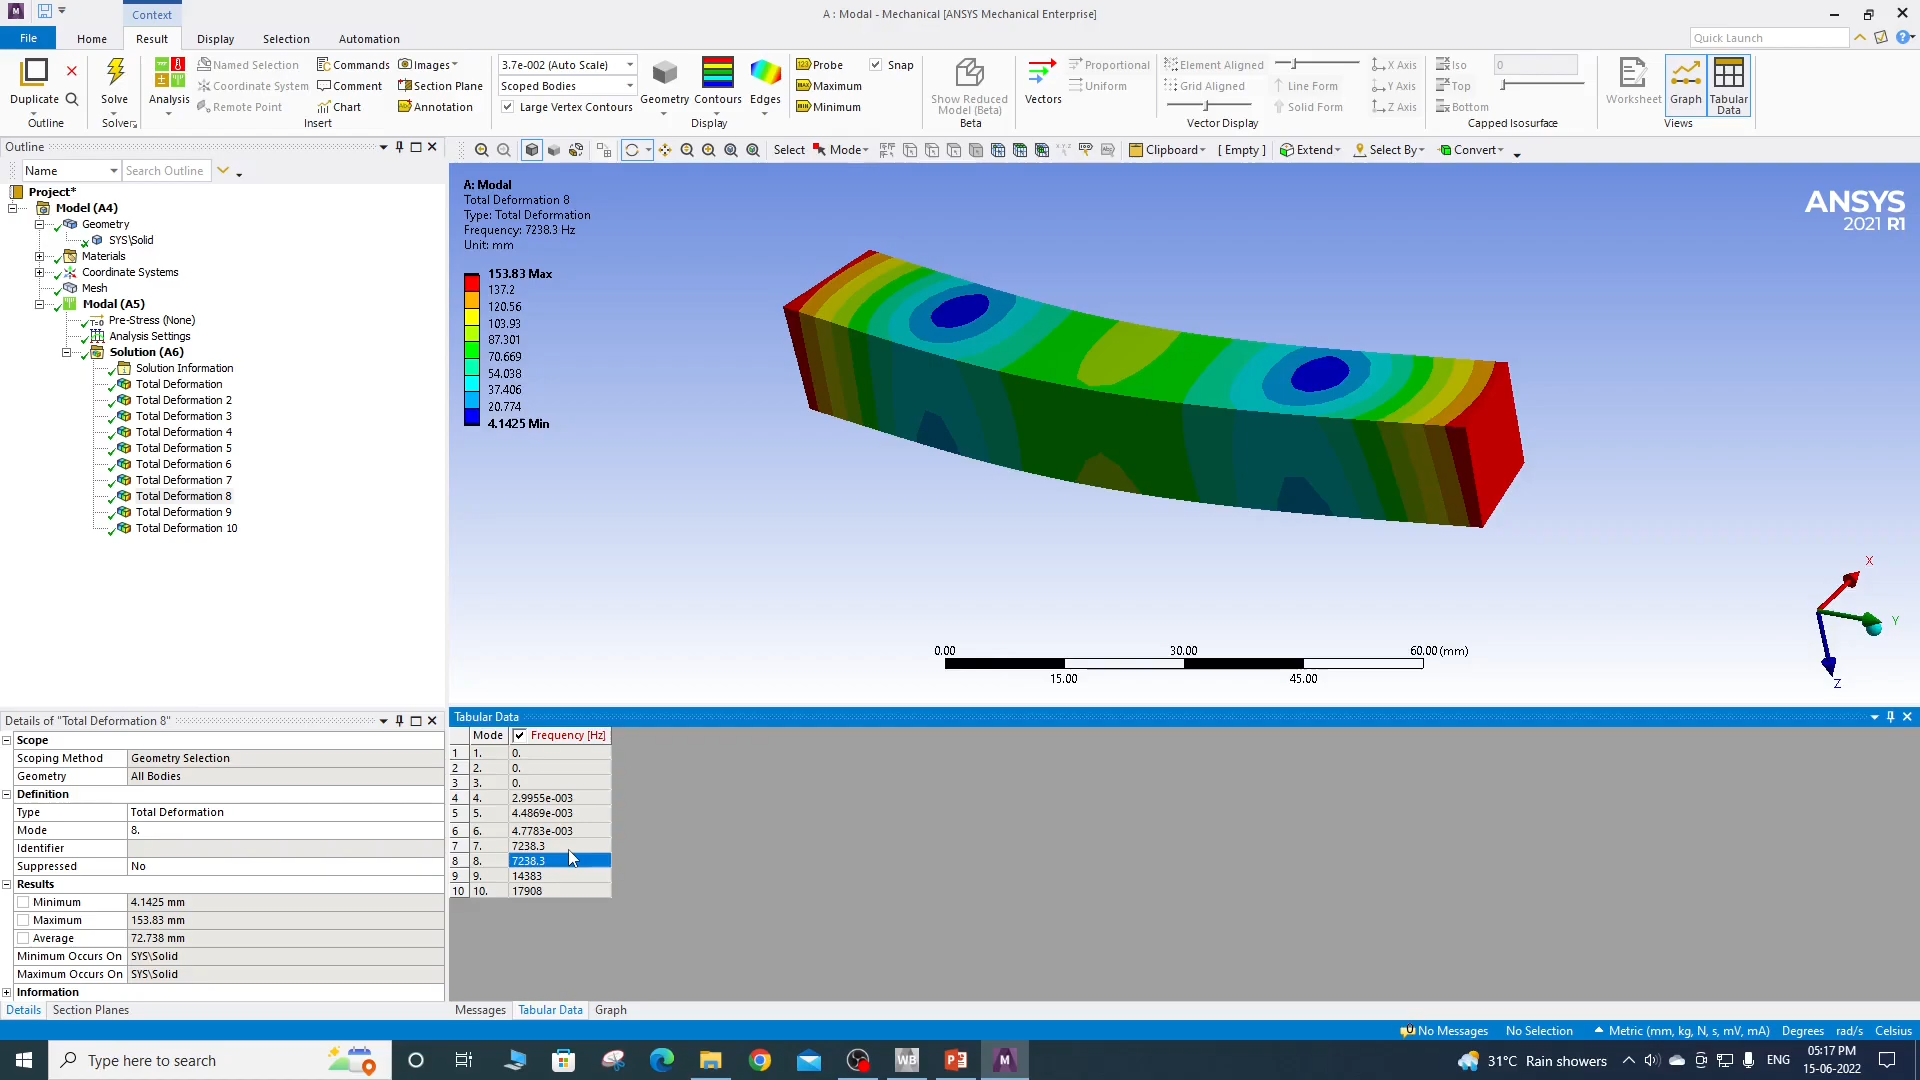 Context
A : Modal - Mechanical [ANSYS Mechanical Enterprise]
File Home Result Display Selection Automation
Quick Launch
Duplicate
Outline
Solve
Solver
Analysis
Named Selection
Coordinate System
Remote Point
Commands
Comment
Chart
Images
Section Plane
Annotation
Insert
3.7e-002 (Auto Scale)
Scoped Bodies
Large Vertex Contours
Geometry
Contours
Edges
Display
Probe
Maximum
Minimum
Snap
Show Reduced
Model (Beta)
Beta
Vectors
Proportional
Uniform
Element Aligned
Grid Aligned
Line Form
Solid Form
X Axis
Y Axis
Z Axis
Vector Display
Iso
Top
Bottom
0
Capped Isosurface
Worksheet
Graph
Tabular
Data
Views
Outline
Name
Search Outline
Select Mode
Clipboard [ Empty ] Extend Select By Convert
Project*
Model (A4)
Geometry
SYS\Solid
Materials
Coordinate Systems
Mesh
Modal (A5)
T=0 Pre-Stress (None)
Analysis Settings
Solution (A6)
Solution Information
Total Deformation
Total Deformation 2
Total Deformation 3
Total Deformation 4
Total Deformation 5
Total Deformation 6
Total Deformation 7
Total Deformation 8
Total Deformation 9
Total Deformation 10
A: Modal
Total Deformation 8
Type: Total Deformation
Frequency: 7238.3 Hz
Unit: mm
153.83 Max
137.2
120.56
103.93
87.301
70.669
54.038
37.406
20.774
4.1425 Min
ANSYS
2021 R1
X
Y
Z
0.00 30.00 60.00 (mm)
15.00 45.00
Details of "Total Deformation 8"
Scope
Scoping Method Geometry Selection
Geometry All Bodies
Definition
Type Total Deformation
Mode 8.
Identifier
Suppressed No
Results
Minimum 4.1425 mm
Maximum 153.83 mm
Average 72.738 mm
Minimum Occurs On SYS\Solid
Maximum Occurs On SYS\Solid
Information
Details Section Planes
Tabular Data
Mode Frequency [Hz]
1 1. 0.
2 2. 0.
3 3. 0.
4 4. 2.9955e-003
5 5. 4.4869e-003
6 6. 4.7783e-003
7 7. 7238.3
8 8. 7238.3
9 9. 14383
10 10. 17908
Messages Tabular Data Graph
No Messages No Selection Metric (mm, kg, N, s, mV, mA) Degrees rad/s Celsius
Type here to search
WB
M
31°C Rain showers
ENG
05:17 PM
15-06-2022